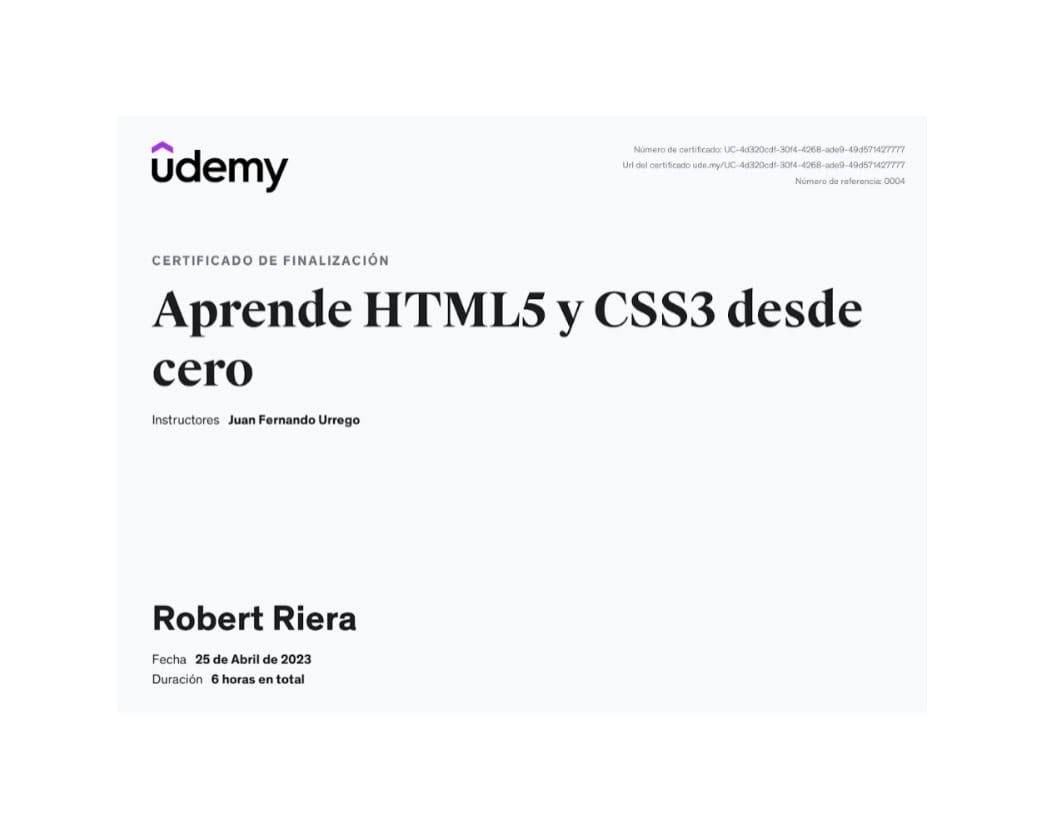 udemy
Número de certificado: UC-4d320cdf-30f4-4268-ade9-49d571427777
Url del certificado ude.my/UC-4d320cdf-30f4-4268-ade9-49d571427777
Número de referencia: 0004
CERTIFICADO DE FINALIZACIÓN
Aprende HTML5 y CSS3 desde
cero
Instructores Juan Fernando Urrego
Robert Riera
Fecha 25 de Abril de 2023
Duración 6 horas en total